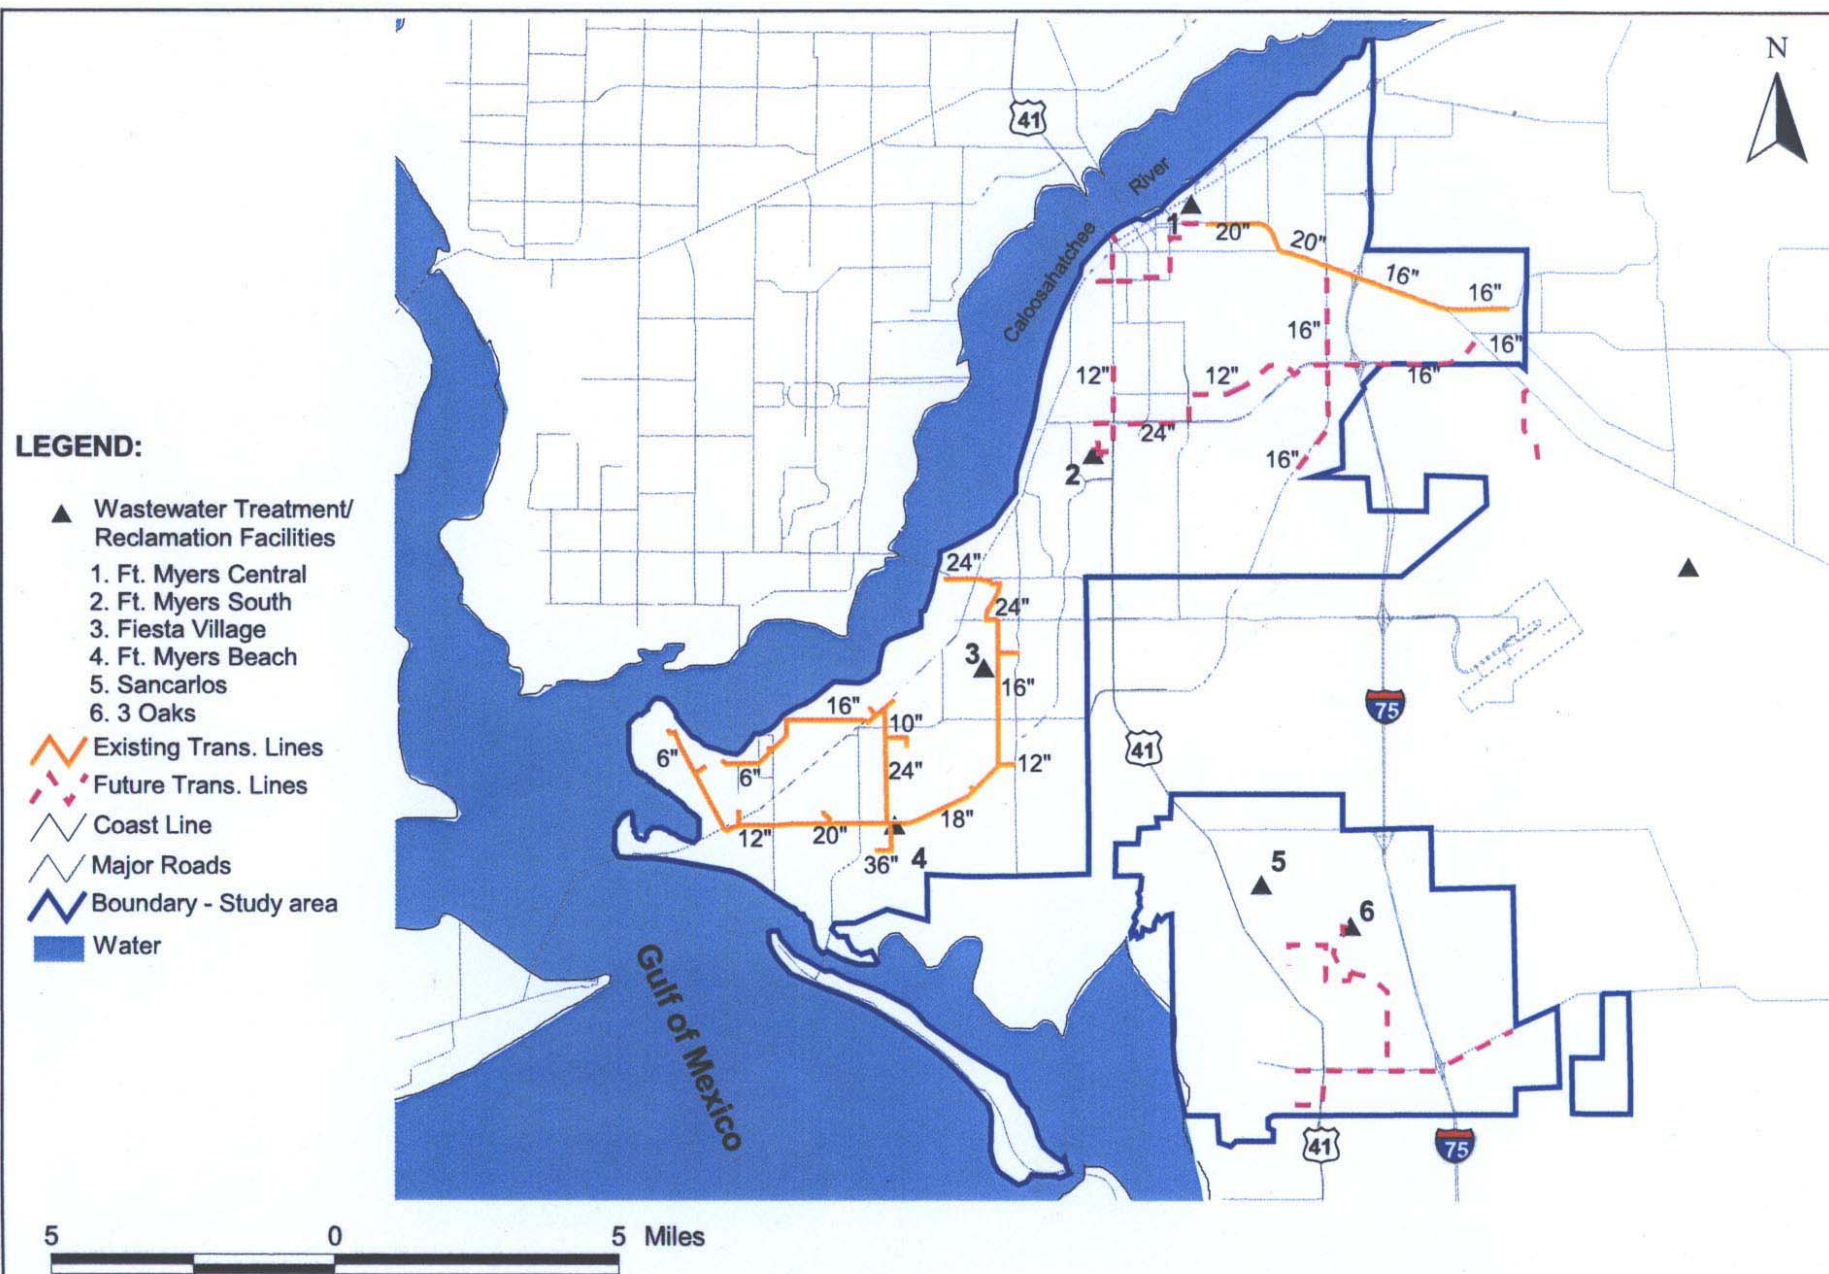 N
41
River
Caloosahatchee
1
20"
20"
16"
16"
16"
16"
12"
12"
16"
24"
16"
2
LEGEND:
Wastewater Treatment/
Reclamation Facilities
1. Ft. Myers Central
2. Ft. Myers South
3. Fiesta Village
4. Ft. Myers Beach
5. Sancarlos
6. 3 Oaks
Existing Trans. Lines
Future Trans. Lines
Coast Line
Major Roads
Boundary - Study area
Water
24"
24"
3
16"
16"
10"
6"
6"
24"
12"
12"
20"
18"
36"
4
75
41
5
6
Gulf of Mexico
41
75
5
0
5 Miles